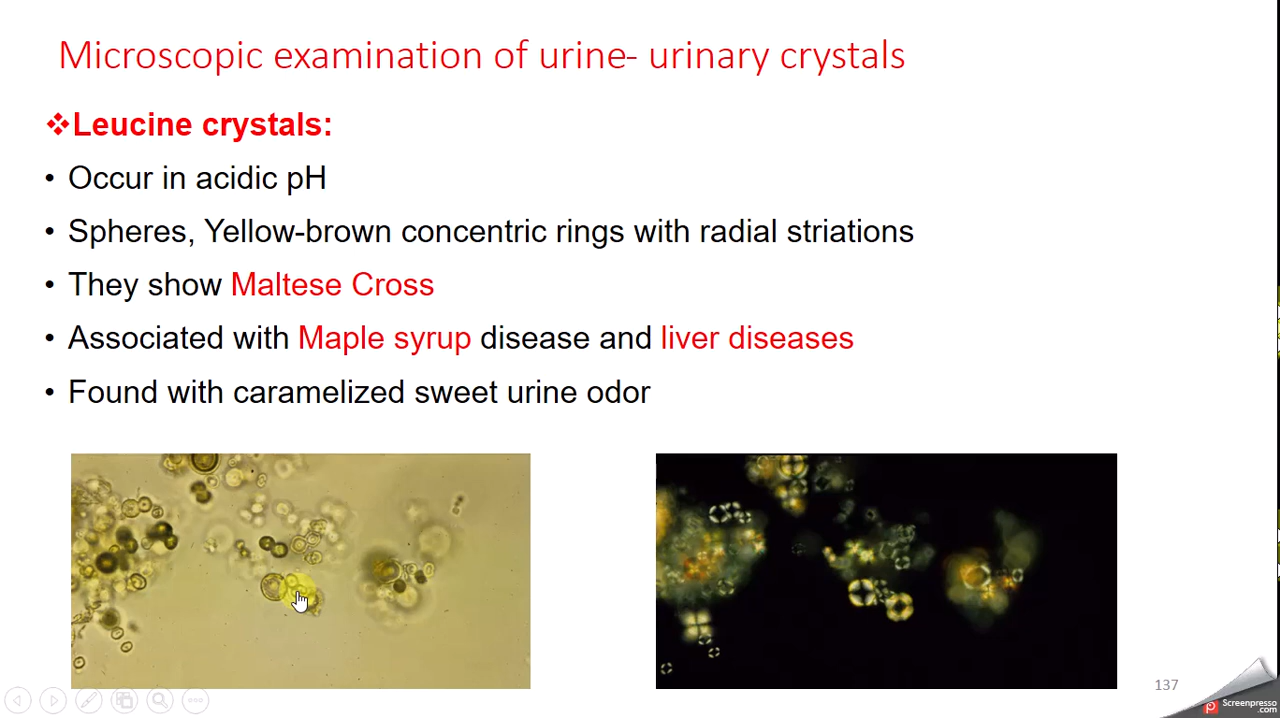 Microscopic examination of urine- urinary crystals
❖Leucine crystals:
• Occur in acidic pH
• Spheres, Yellow-brown concentric rings with radial striations
• They show Maltese Cross
• Associated with Maple syrup disease and liver diseases
• Found with caramelized sweet urine odor
137
Screenpresso
.com